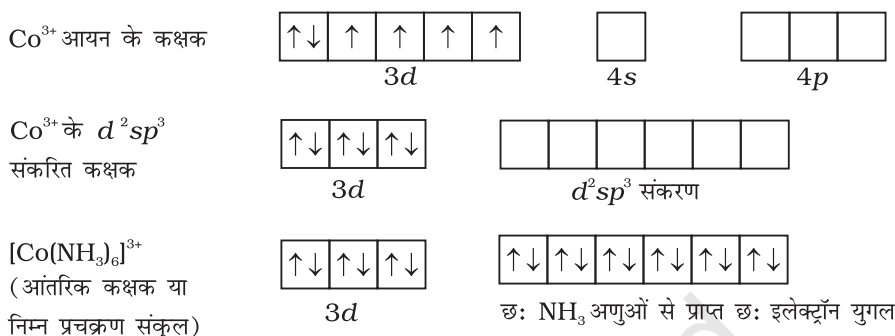 Co³⁺ आयन के कक्षक
↑↓ ↑ ↑ ↑ ↑
3d 4s 4p
Co³⁺ के d²sp³
संकरित कक्षक
↑↓ ↑↓ ↑↓
3d d²sp³ संकरण
[Co(NH₃)₆]³⁺
(आंतरिक कक्षक या
निम्न प्रचक्रण संकुल)
↑↓ ↑↓ ↑↓ ↑↓ ↑↓ ↑↓ ↑↓ ↑↓ ↑↓
3d छ: NH₃ अणुओं से प्राप्त छ: इलेक्ट्रॉन युगल